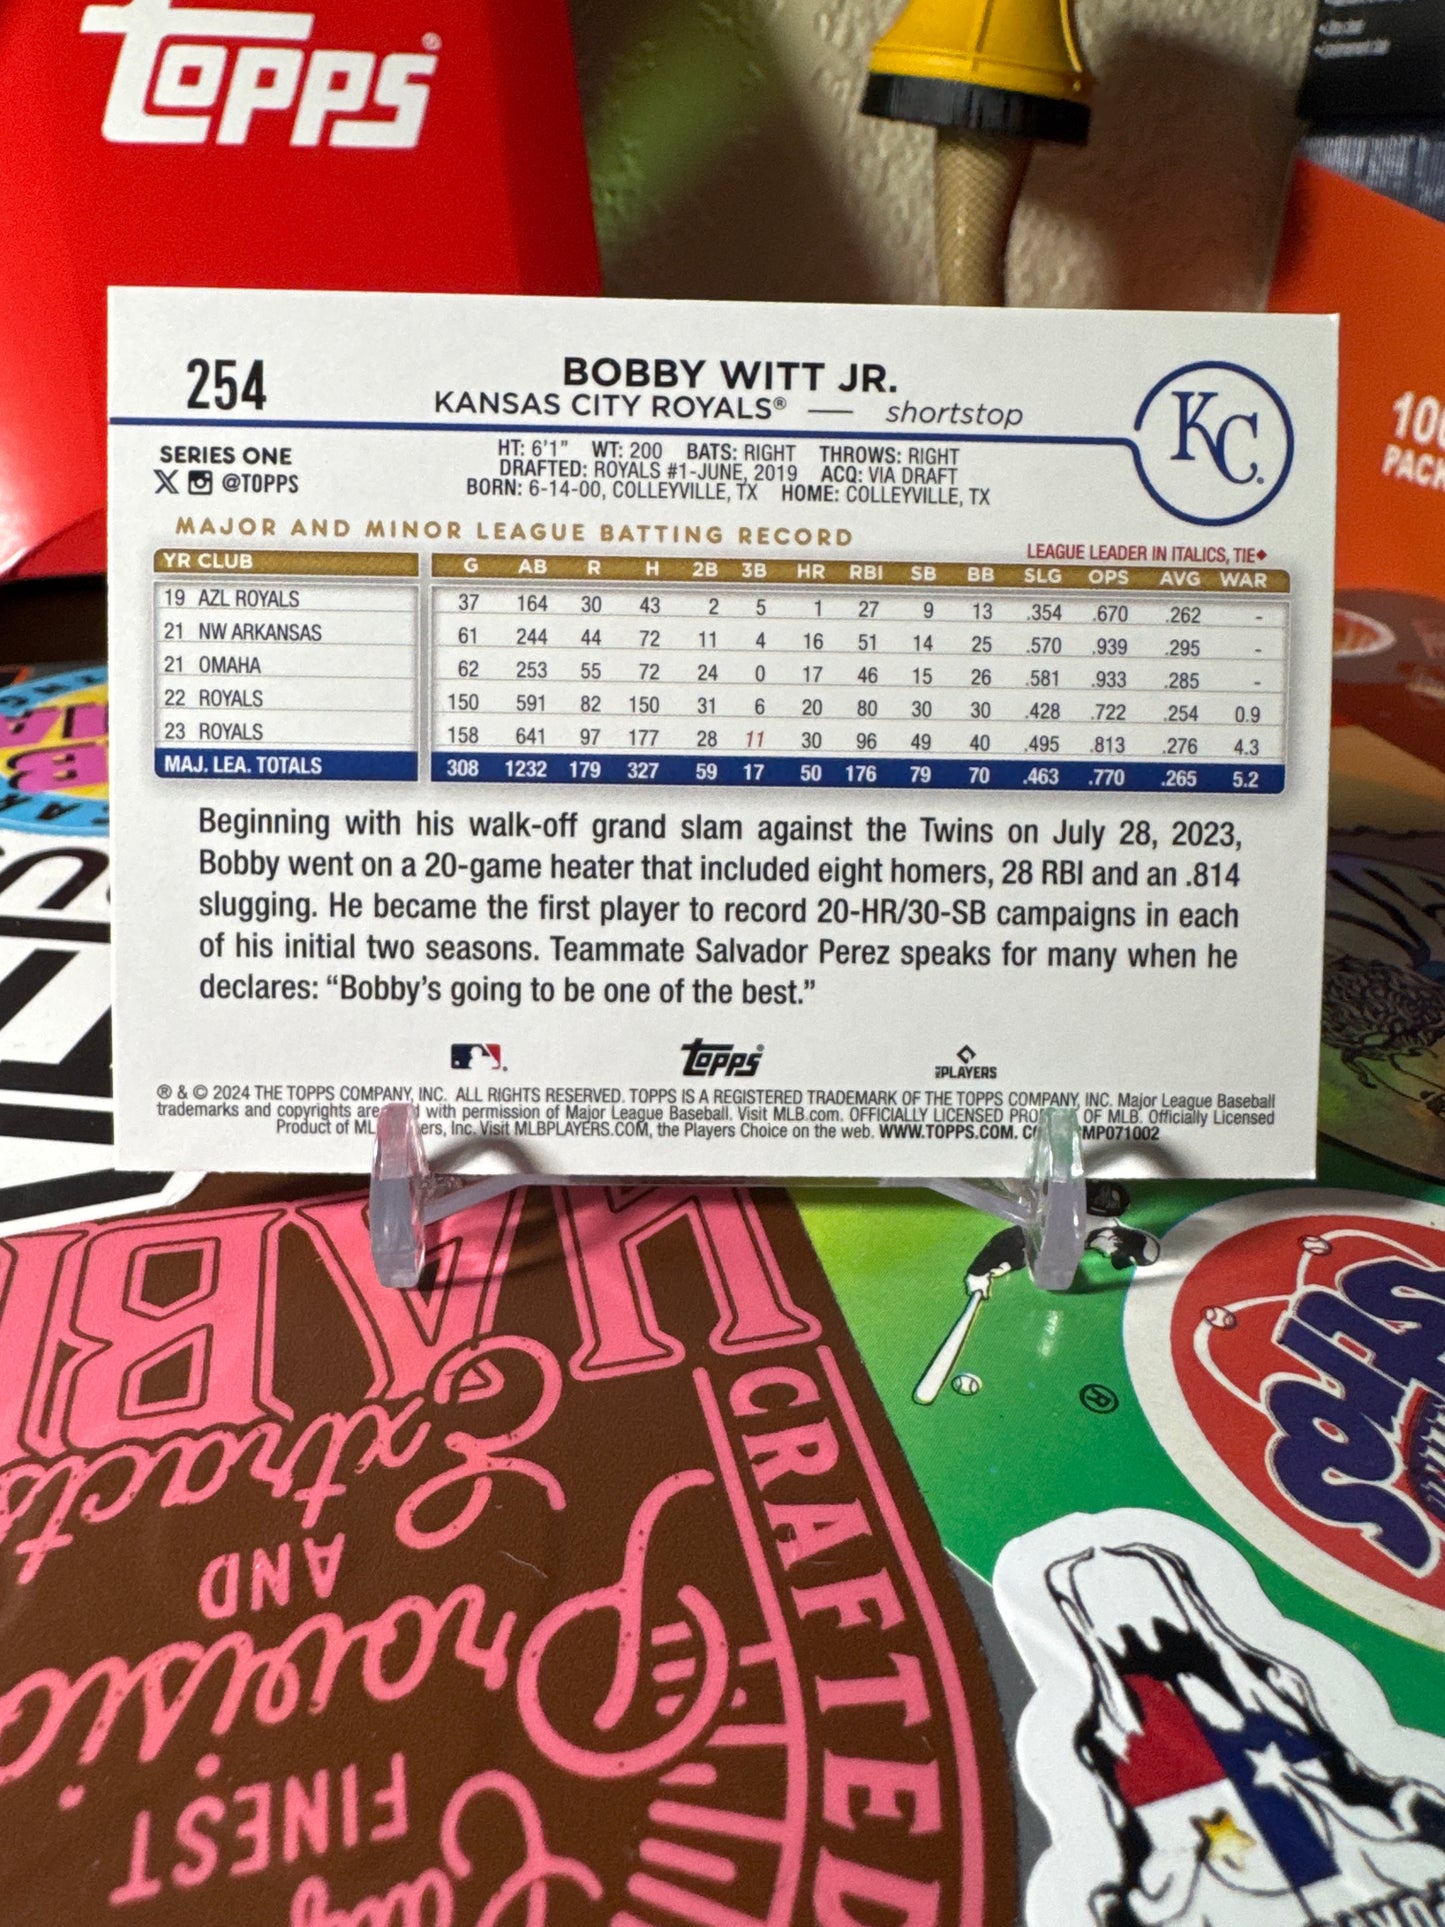 TOPPS®
100
PACK
254
BOBBY WITT JR.
KANSAS CITY ROYALS® — shortstop
KC
SERIES ONE
X @TOPPS
HT: 6'1" WT: 200 BATS: RIGHT THROWS: RIGHT
DRAFTED: ROYALS #1-JUNE, 2019 ACQ: VIA DRAFT
BORN: 6-14-00, COLLEYVILLE, TX HOME: COLLEYVILLE, TX
MAJOR AND MINOR LEAGUE BATTING RECORD
LEAGUE LEADER IN ITALICS, TIE◆
YR CLUB G AB R H 2B 3B HR RBI SB BB SLG OPS AVG WAR
19 AZL ROYALS 37 164 30 43 2 5 1 27 9 13 .354 .670 .262 -
21 NW ARKANSAS 61 244 44 72 11 4 16 51 14 25 .570 .939 .295 -
21 OMAHA 62 253 55 72 24 0 17 46 15 26 .581 .933 .285 -
22 ROYALS 150 591 82 150 31 6 20 80 30 30 .428 .722 .254 0.9
23 ROYALS 158 641 97 177 28 11 30 96 49 40 .495 .813 .276 4.3
MAJ. LEA. TOTALS 308 1232 179 327 59 17 50 176 79 70 .463 .770 .265 5.2
Beginning with his walk-off grand slam against the Twins on July 28, 2023,
Bobby went on a 20-game heater that included eight homers, 28 RBI and an .814
slugging. He became the first player to record 20-HR/30-SB campaigns in each
of his initial two seasons. Teammate Salvador Perez speaks for many when he
declares: “Bobby’s going to be one of the best.”
TOPPS®
PLAYERS
® & © 2024 THE TOPPS COMPANY, INC. ALL RIGHTS RESERVED. TOPPS IS A REGISTERED TRADEMARK OF THE TOPPS COMPANY, INC. Major League Baseball
trademarks and copyrights are with permission of Major League Baseball. Visit MLB.com. OFFICIALLY LICENSED OF MLB. Officially Licensed
Product of Inc. Visit MLBPLAYERS.COM, the Players Choice on the web. WWW.TOPPS.COM. MP071002
CRAFTED
Extracts
AND
FINEST
®